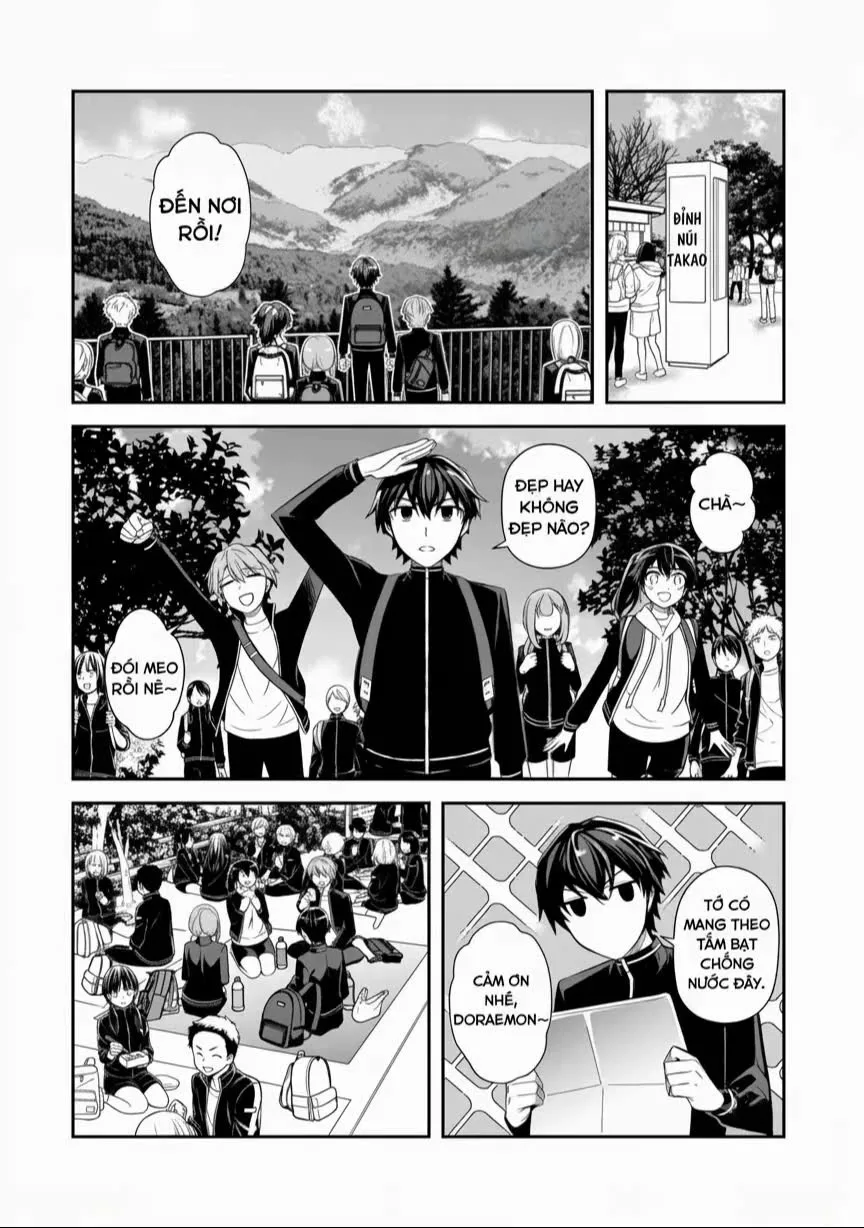 ĐẾN NƠI
RỒI!
ĐỈNH
NÚI
TAKAO
ĐẸP HAY
KHÔNG
ĐẸP NÀO?
CHÀ~
ĐÓI MEO
RỒI NÊ~
TỚ CÓ
MANG THEO
TẤM BẠT
CHỐNG
NƯỚC ĐÂY.
CẢM ƠN
NHÉ,
DORAEMON~